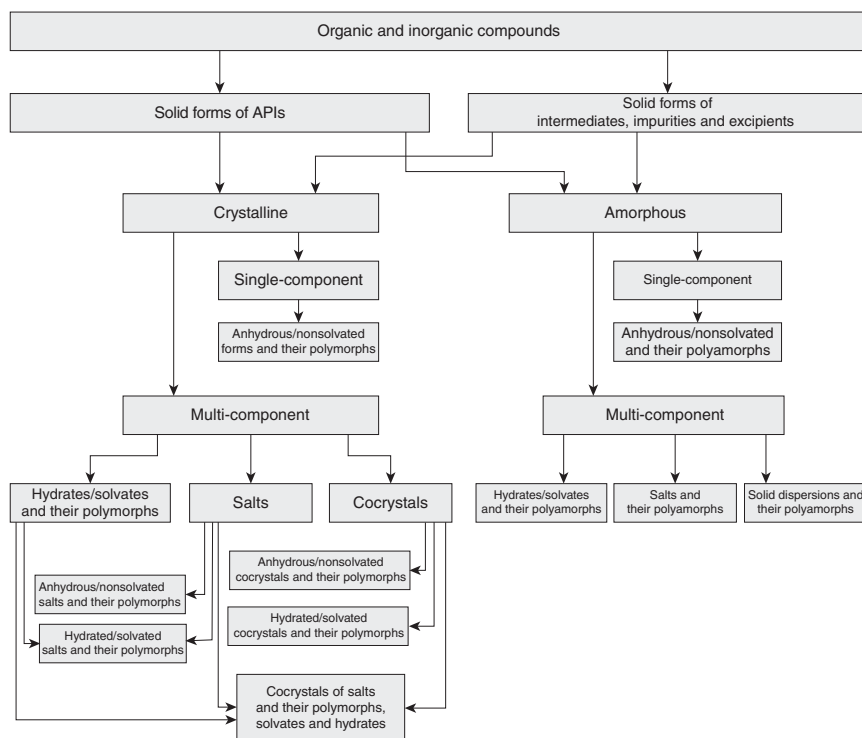 Organic and inorganic compounds
Solid forms of APIs
Solid forms of
intermediates, impurities and excipients
Crystalline
Amorphous
Single-component
Single-component
Anhydrous/nonsolvated
forms and their polymorphs
Anhydrous/nonsolvated
and their polyamorphs
Multi-component
Multi-component
Hydrates/solvates
and their polymorphs
Salts
Cocrystals
Hydrates/solvates
and their polyamorphs
Salts and
their polyamorphs
Solid dispersions and
their polyamorphs
Anhydrous/nonsolvated
salts and their polymorphs
Anhydrous/nonsolvated
cocrystals and their polymorphs
Hydrated/solvated
salts and their polymorphs
Hydrated/solvated
cocrystals and their polymorphs
Cocrystals of salts
and their polymorphs,
solvates and hydrates